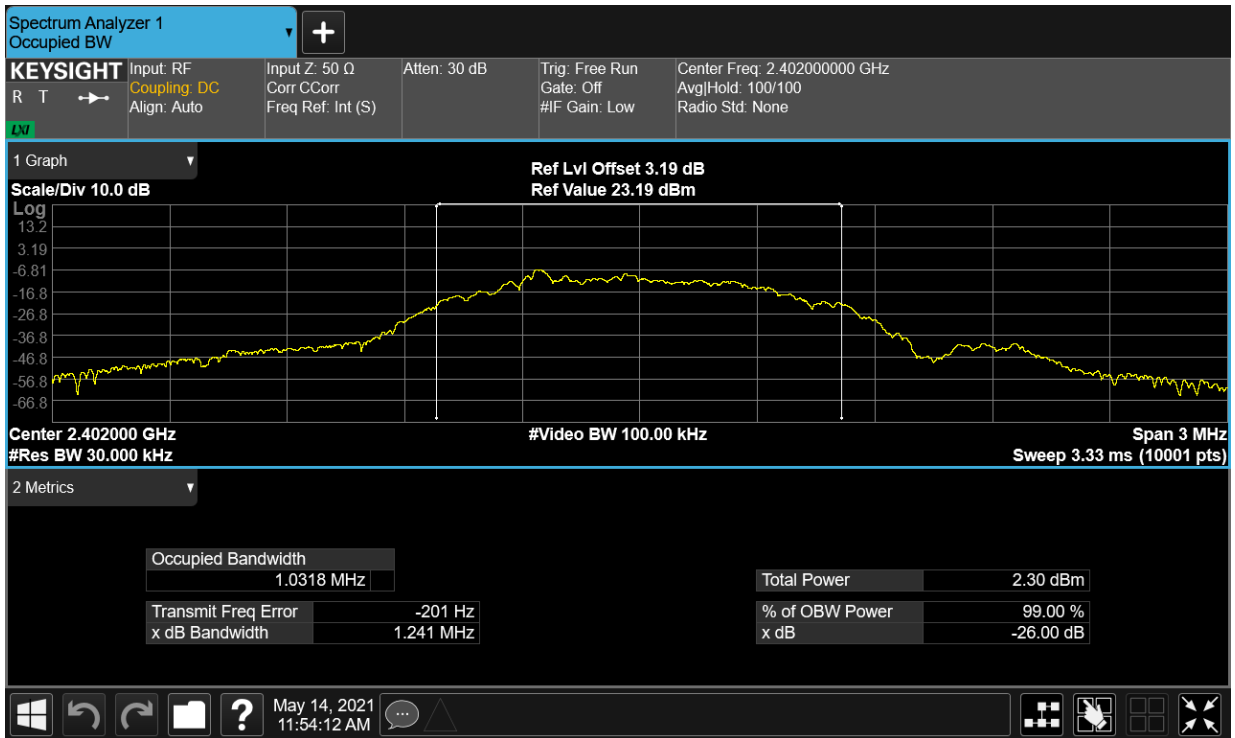 Spectrum Analyzer 1
Occupied BW
KEYSIGHT
R T
LXI
Input: RF
Coupling: DC
Align: Auto
Input Z: 50 Ω
Corr CCorr
Freq Ref: Int (S)
Atten: 30 dB
Trig: Free Run
Gate: Off
#IF Gain: Low
Center Freq: 2.402000000 GHz
Avg|Hold: 100/100
Radio Std: None
1 Graph
Scale/Div 10.0 dB
Ref Lvl Offset 3.19 dB
Ref Value 23.19 dBm
Log
13.2
3.19
-6.81
-16.8
-26.8
-36.8
-46.8
-56.8
-66.8
Center 2.402000 GHz
#Res BW 30.000 kHz
#Video BW 100.00 kHz
Span 3 MHz
Sweep 3.33 ms (10001 pts)
2 Metrics
Occupied Bandwidth
1.0318 MHz
Transmit Freq Error -201 Hz
x dB Bandwidth 1.241 MHz
Total Power 2.30 dBm
% of OBW Power 99.00 %
x dB -26.00 dB
?
May 14, 2021
11:54:12 AM